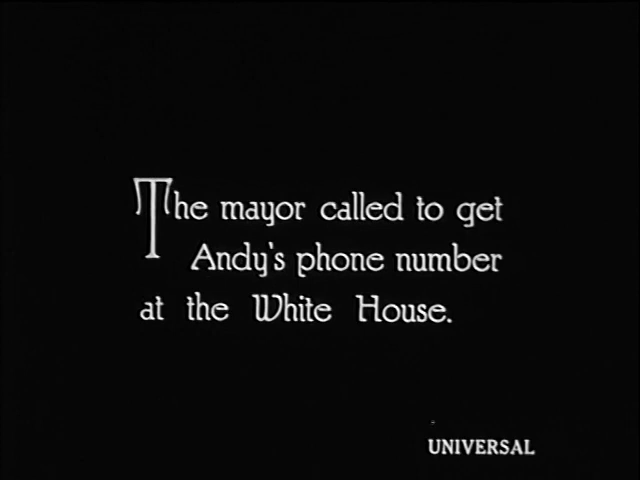 The mayor called to get
Andy's phone number
at the White House.
UNIVERSAL